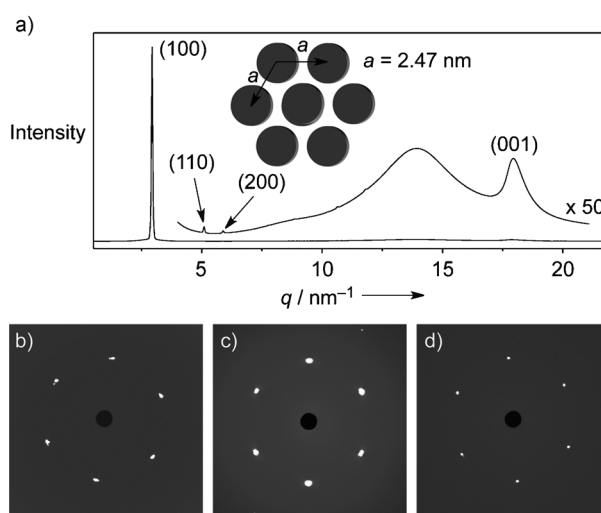 a)
(100)
a
a
a = 2.47 nm
Intensity
(110)
(200)
(001)
x 50
5
10
15
20
q / nm⁻¹
b)
c)
d)